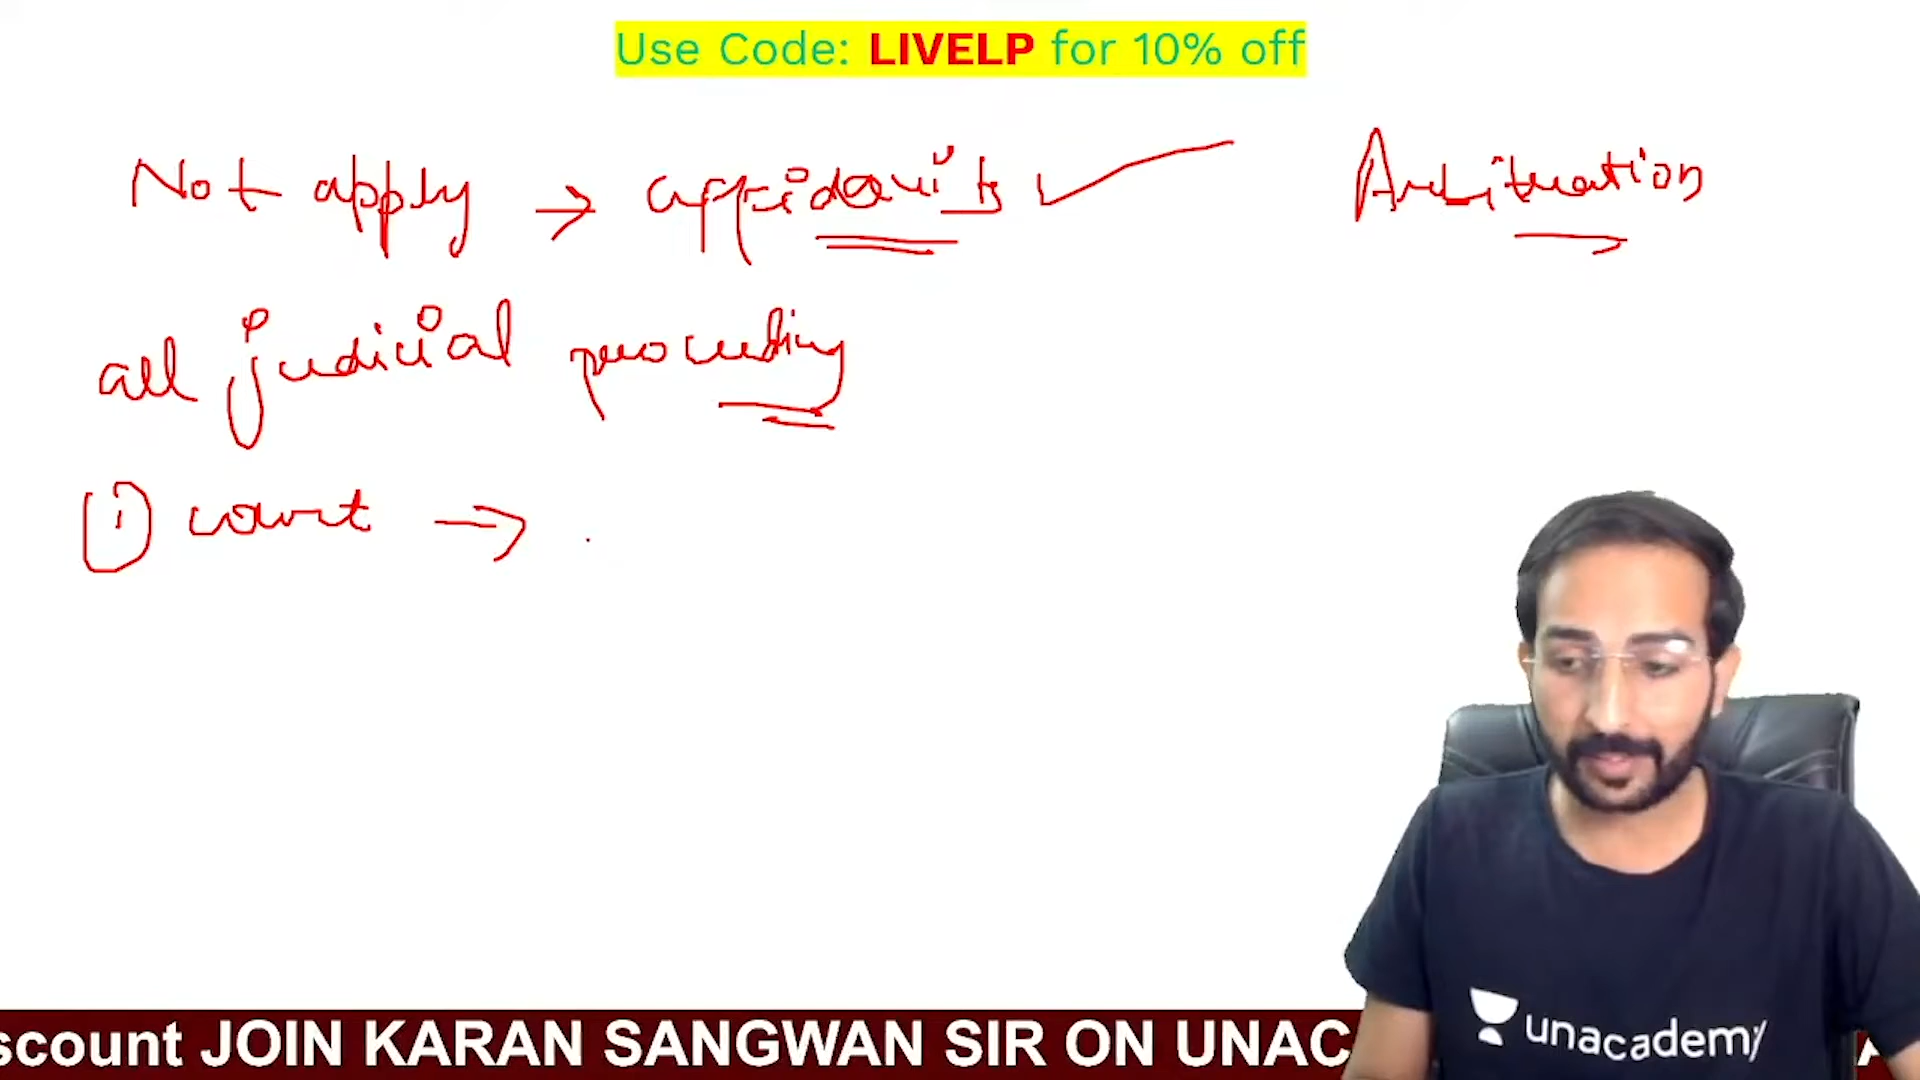 Use Code: LIVELP for 10% off
Not apply → affidavits Arbitration
all judicial proceeding
① court →
scount JOIN KARAN SANGWAN SIR ON UNAC
unacademy
A